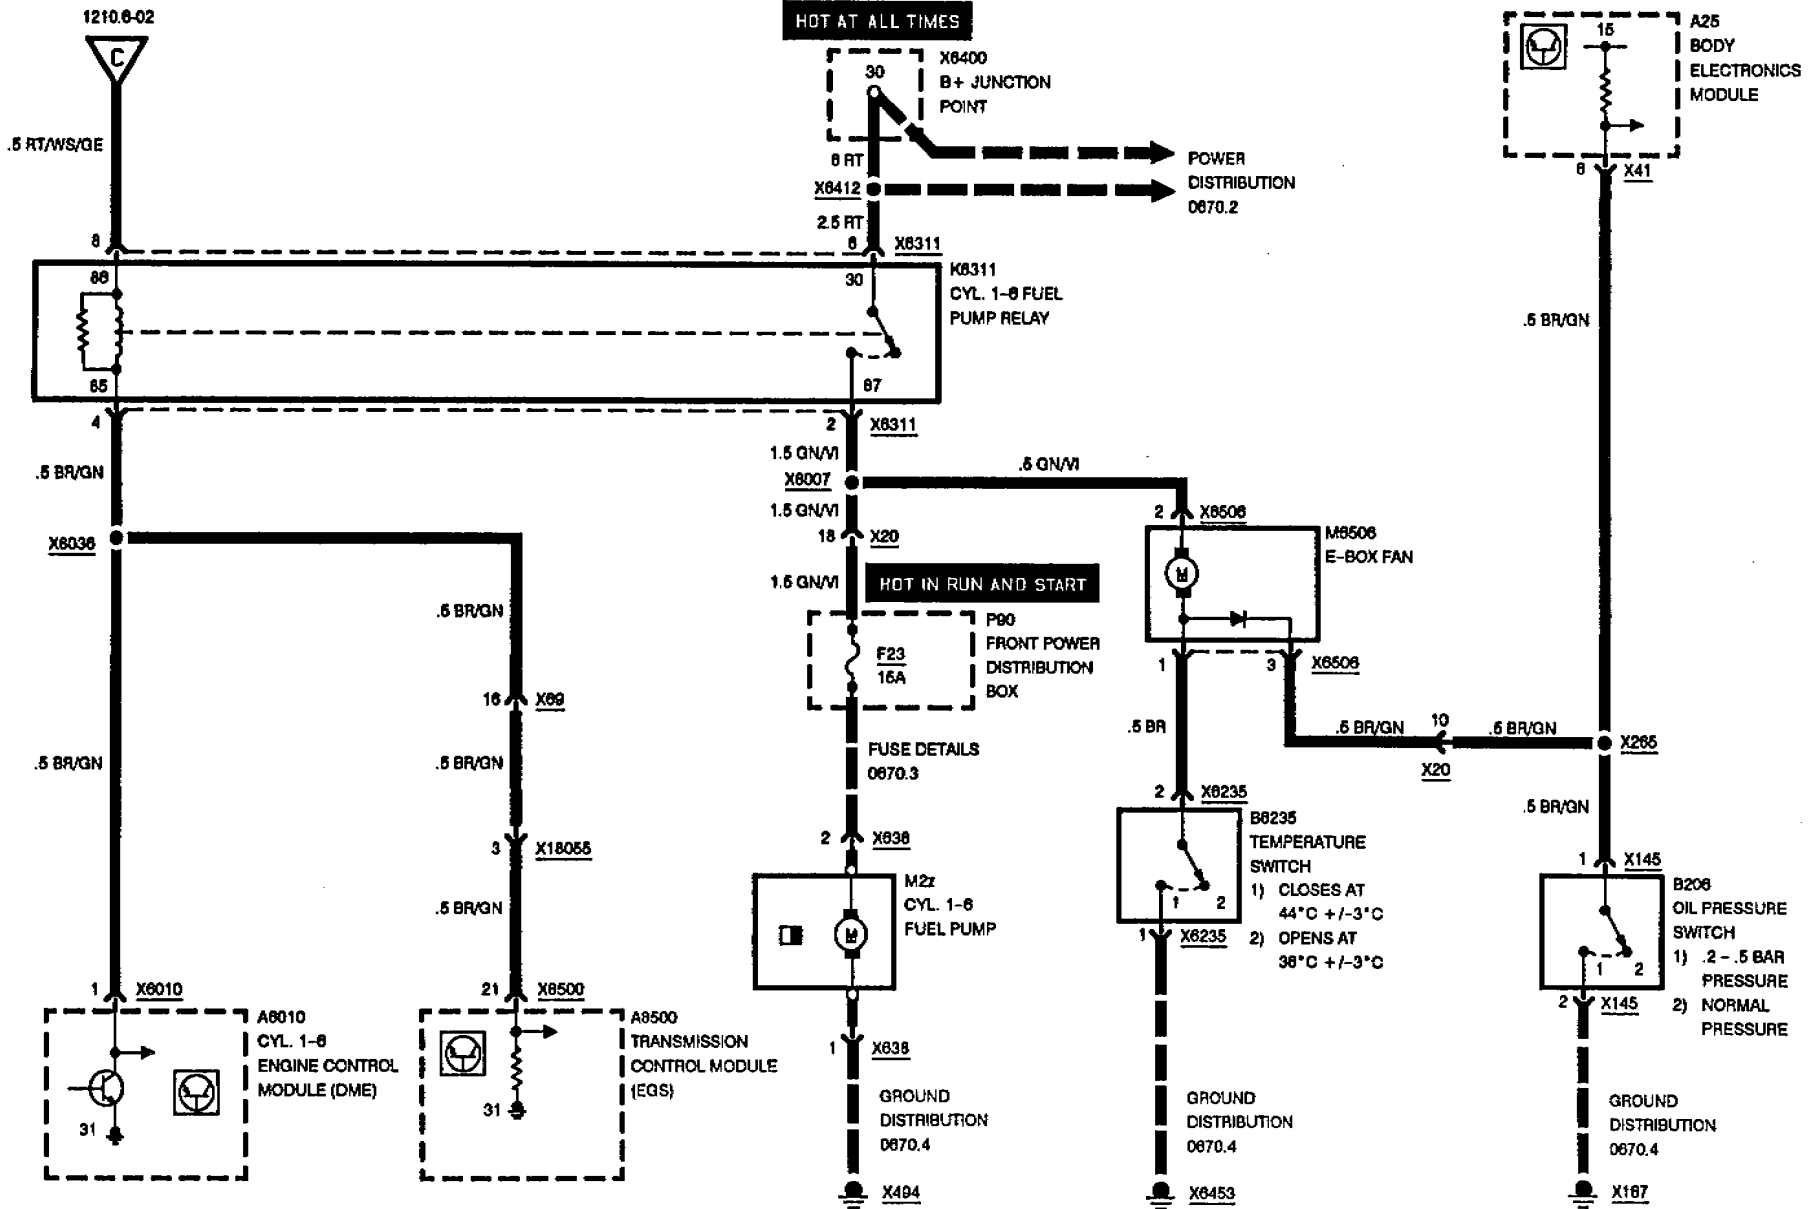 1210.6-02
C
.5 RT/WS/GE
HOT AT ALL TIMES
30
X6400
B+ JUNCTION
POINT
6 RT
X6412
2.5 RT
POWER
DISTRIBUTION
0670.2
15
A25
BODY
ELECTRONICS
MODULE
6
X41
.5 BR/GN
8
6
X6311
86
30
K6311
CYL. 1-6 FUEL
PUMP RELAY
85
87
4
2
X6311
.5 BR/GN
1.5 GN/VI
X6007
.5 GN/VI
1.5 GN/VI
18
X20
1.5 GN/VI
HOT IN RUN AND START
P90
FRONT POWER
DISTRIBUTION
BOX
F23
15A
FUSE DETAILS
0670.3
2
X638
M2z
CYL. 1-6
FUEL PUMP
M
1
X638
GROUND
DISTRIBUTION
0670.4
X494
X6036
.5 BR/GN
16
X69
.5 BR/GN
.5 BR/GN
3
X18055
.5 BR/GN
1
X6010
21
X6500
A6010
CYL. 1-6
ENGINE CONTROL
MODULE (DME)
31
A6500
TRANSMISSION
CONTROL MODULE
(EGS)
31
2
X6506
M6506
E-BOX FAN
M
1
3
X6506
.5 BR
.5 BR/GN
10
X20
.5 BR/GN
X265
2
X6235
B6235
TEMPERATURE
SWITCH
1) CLOSES AT
44°C +/-3°C
2) OPENS AT
38°C +/-3°C
1
2
1
X6235
GROUND
DISTRIBUTION
0670.4
X6453
.5 BR/GN
1
X145
B206
OIL PRESSURE
SWITCH
1) .2 - .5 BAR
PRESSURE
2) NORMAL
PRESSURE
1
2
2
X145
GROUND
DISTRIBUTION
0670.4
X167